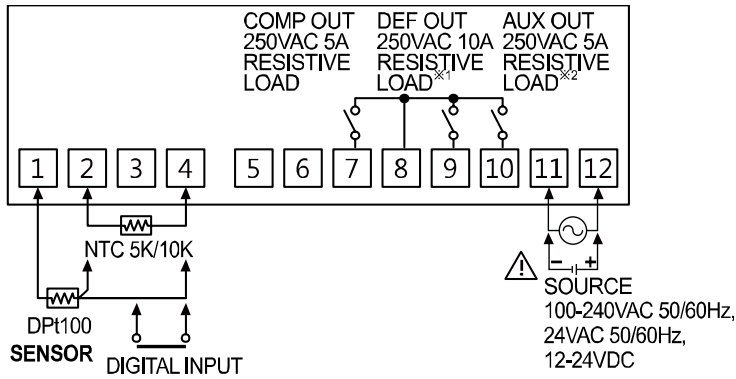 COMP OUT
250VAC 5A
RESISTIVE
LOAD
DEF OUT
250VAC 10A
RESISTIVE
LOAD※1
AUX OUT
250VAC 5A
RESISTIVE
LOAD※2
1 2 3 4 5 6 7 8 9 10 11 12
NTC 5K/10K
DPt100
SENSOR
DIGITAL INPUT
− +
SOURCE
100-240VAC 50/60Hz,
24VAC 50/60Hz,
12-24VDC